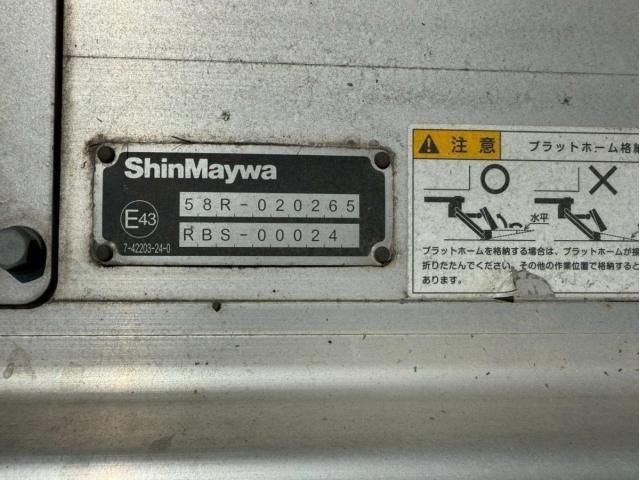 ShinMaywa
58R-020265
E43
RBS-00024
7-42203-24-0
注意 プラットホーム格納
水平
プラットホームを格納する場合は、プラットホームが
折りたたんでください。その他の作業位置で格納すると
あります。